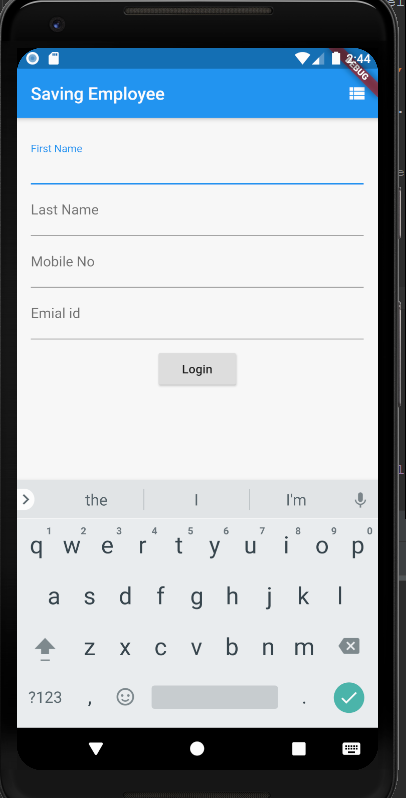 2:44
DEBUG
Saving Employee
First Name
Last Name
Mobile No
Emial id
Login
the I I'm
1 2 3 4 5 6 7 8 9 0
q w e r t y u i o p
a s d f g h j k l
z x c v b n m
?123 , .